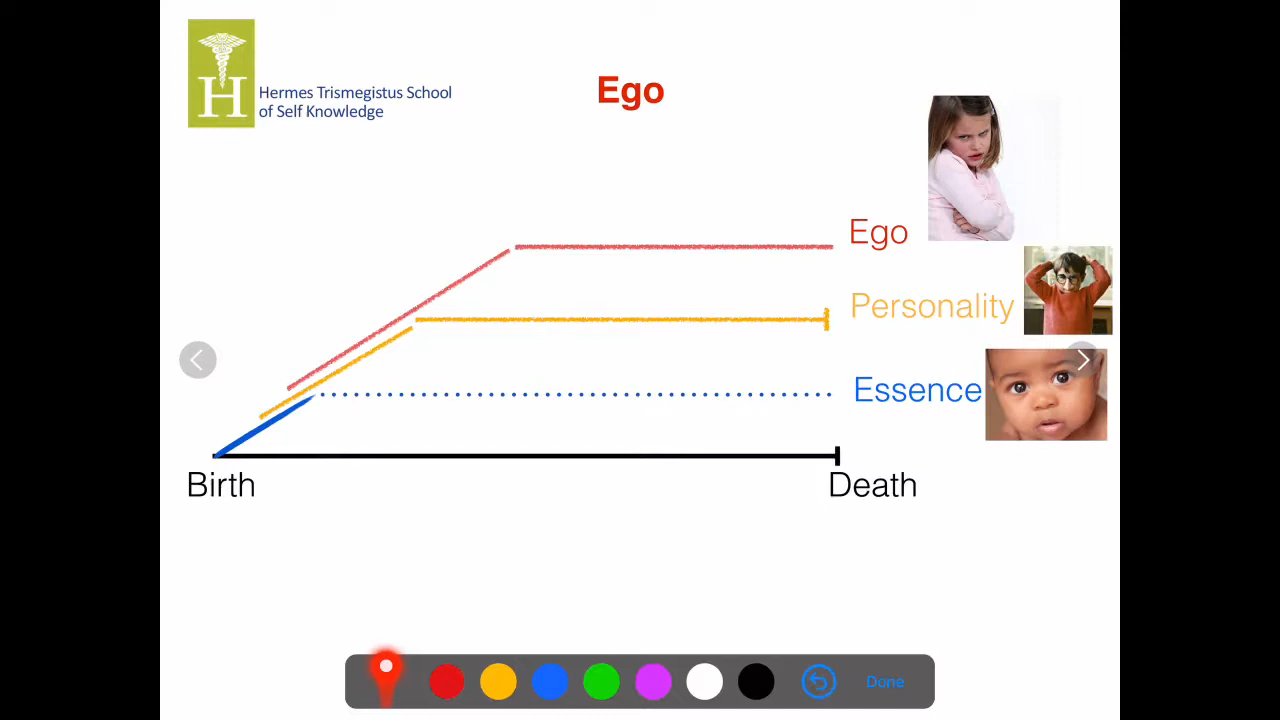 H
Hermes Trismegistus School
of Self Knowledge
Ego
Ego
Personality
Essence
Birth
Death
Done